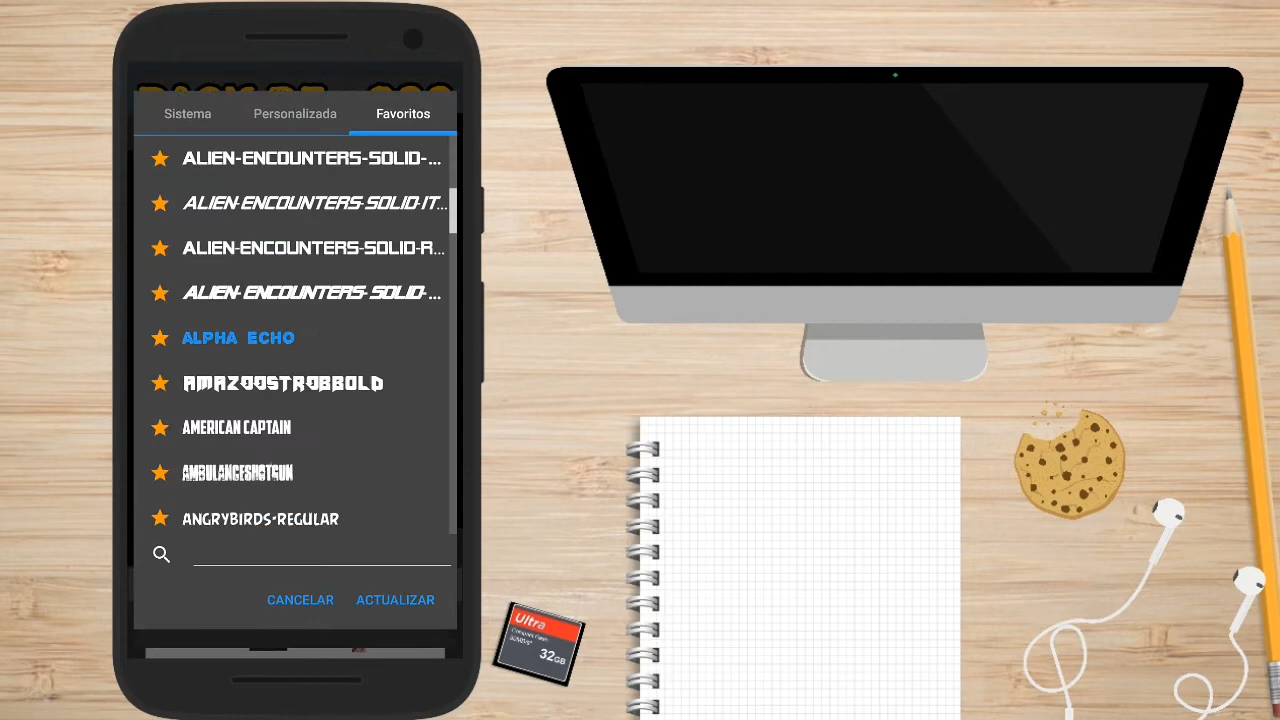 Sistema Personalizada Favoritos
ALIEN-ENCOUNTERS-SOLID-...
ALIEN-ENCOUNTERS-SOLID-IT...
ALIEN-ENCOUNTERS-SOLID-R...
ALIEN-ENCOUNTERS-SOLID-...
ALPHA ECHO
AMAZOOSTROBBOLD
AMERICAN CAPTAIN
AMBULANCESHOTGUN
ANGRYBIRDS-REGULAR
CANCELAR ACTUALIZAR
Ultra
32GB